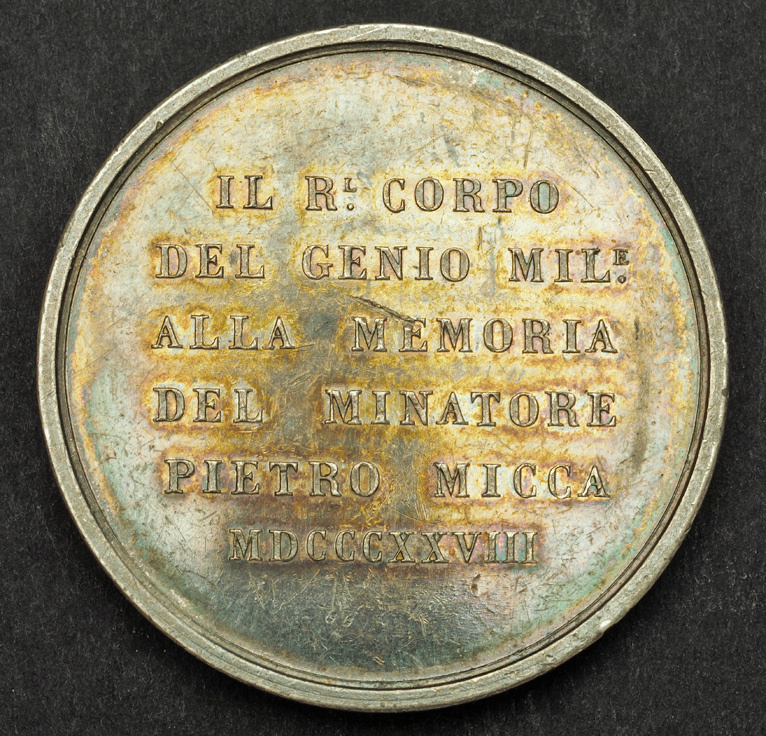 IL R.ᴸ CORPO
DEL GENIO MIL.ᴱ
ALLA MEMORIA
DEL MINATORE
PIETRO MICCA
MDCCCXXVIII